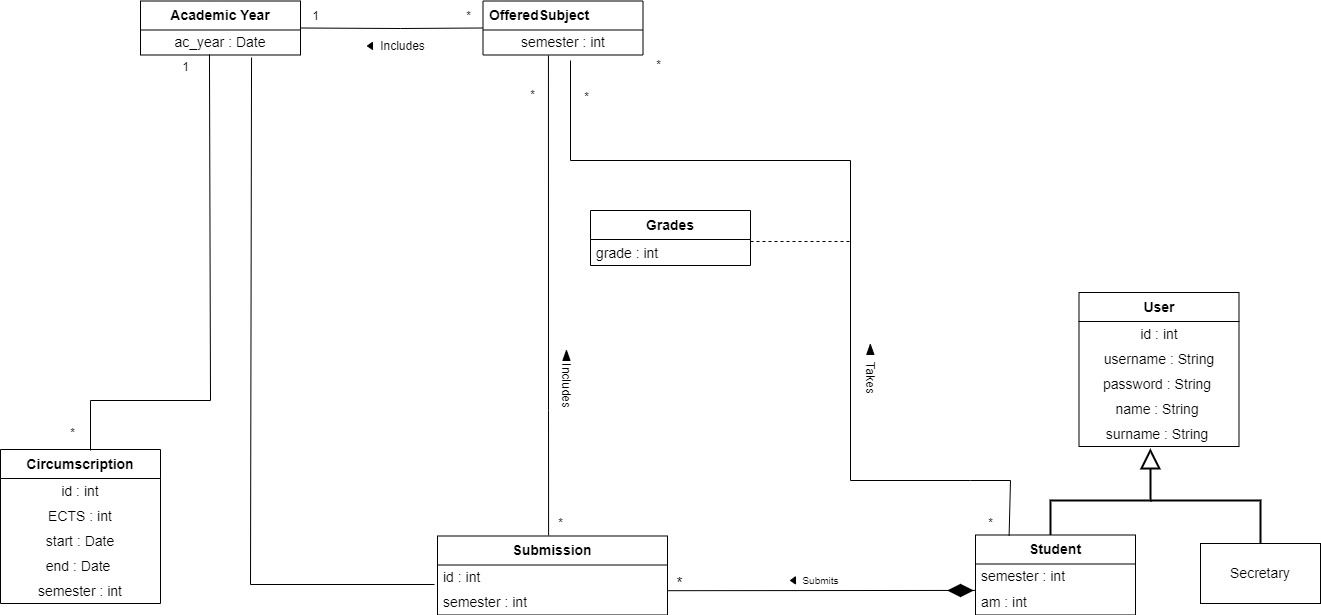 Academic Year
ac_year : Date
1
*
OfferedSubject
semester : int
◄ Includes
1
*
*
*
Grades
grade : int
Includes
Takes
User
id : int
username : String
password : String
name : String
surname : String
*
Circumscription
id : int
ECTS : int
start : Date
end : Date
semester : int
*
Submission
id : int
semester : int
*
◄ Submits
*
Student
semester : int
am : int
Secretary